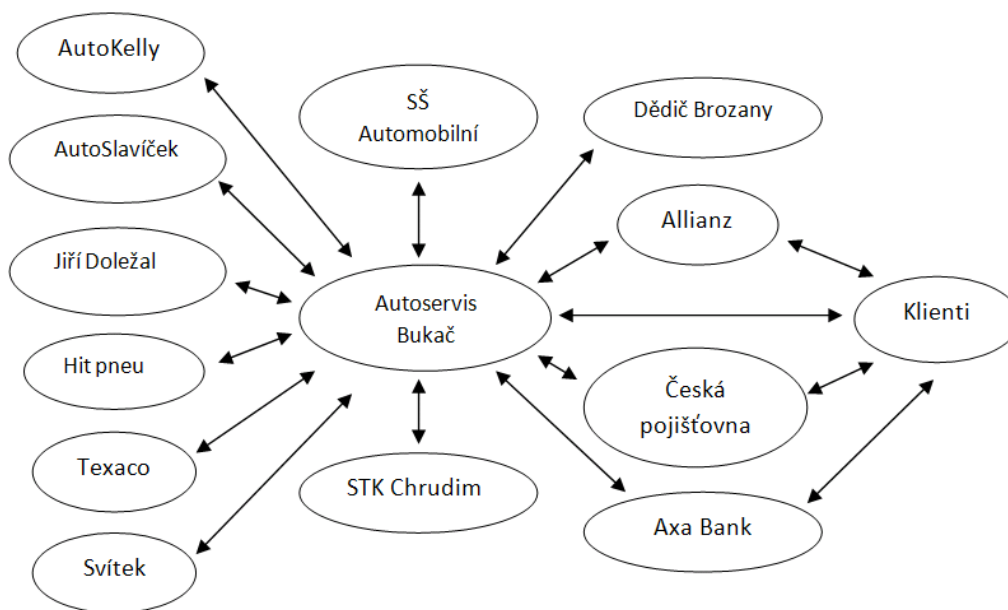 AutoKelly
SŠ
Automobilní
Dědič Brozany
AutoSlavíček
Allianz
Jiří Doležal
Autoservis
Bukač
Klienti
Hit pneu
Česká
pojišťovna
Texaco
STK Chrudim
Axa Bank
Svítek